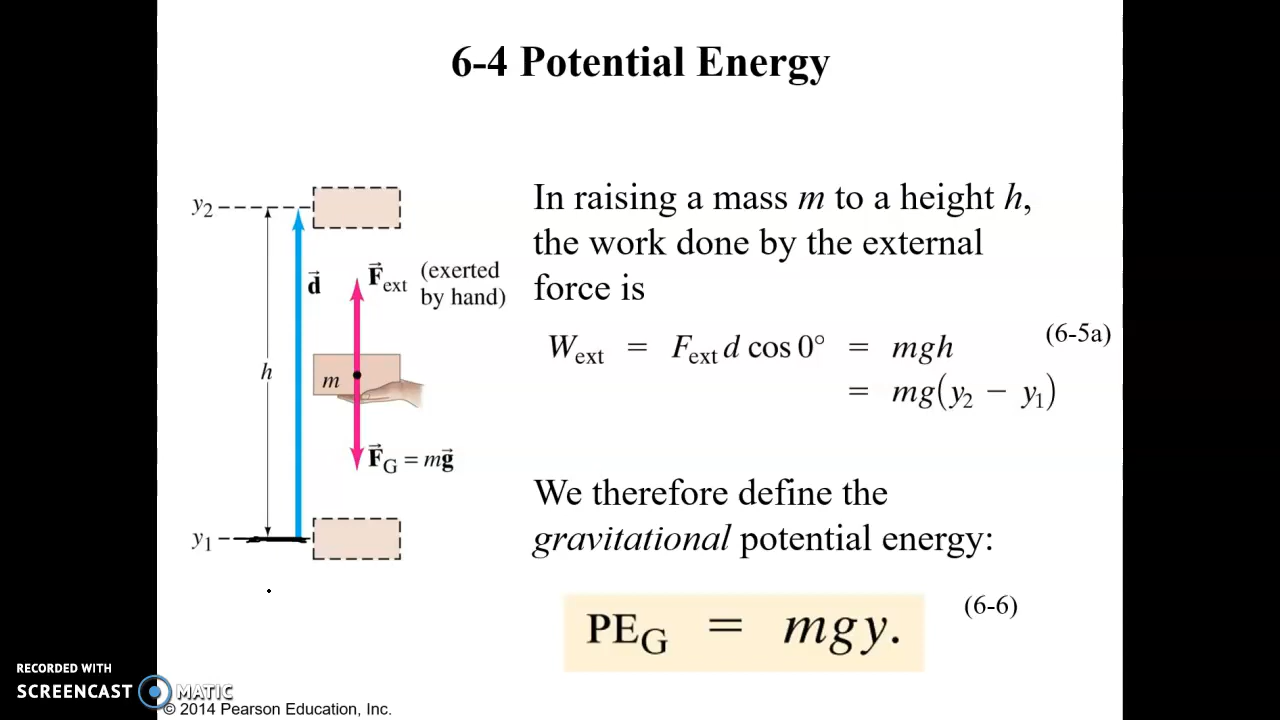 6-4 Potential Energy
y₂
d⃗
F⃗ext (exerted
by hand)
h
m
F⃗G = mg⃗
y₁
In raising a mass m to a height h,
the work done by the external
force is
Wext = Fext d cos 0° = mgh
(6-5a)
= mg(y₂ − y₁)
We therefore define the
gravitational potential energy:
(6-6)
PEG = mgy.
RECORDED WITH
SCREENCAST MATIC
© 2014 Pearson Education, Inc.